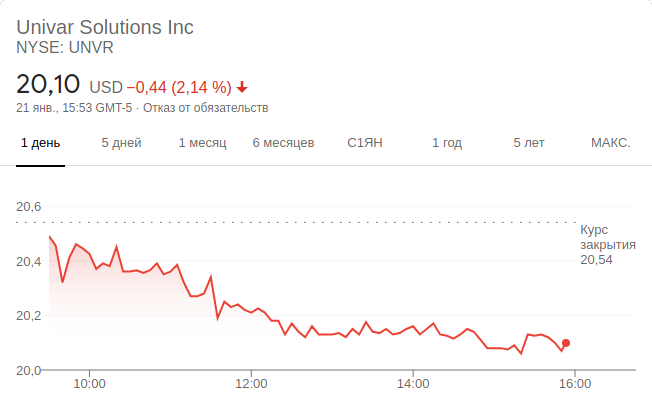 Univar Solutions Inc
NYSE: UNVR
20,10 USD −0,44 (2,14 %)
21 янв., 15:53 GMT-5 · Отказ от обязательств
1 день 5 дней 1 месяц 6 месяцев С1ЯН 1 год 5 лет МАКС.
20,6
Курс
закрытия
20,54
20,4
20,2
20,0
10:00 12:00 14:00 16:00